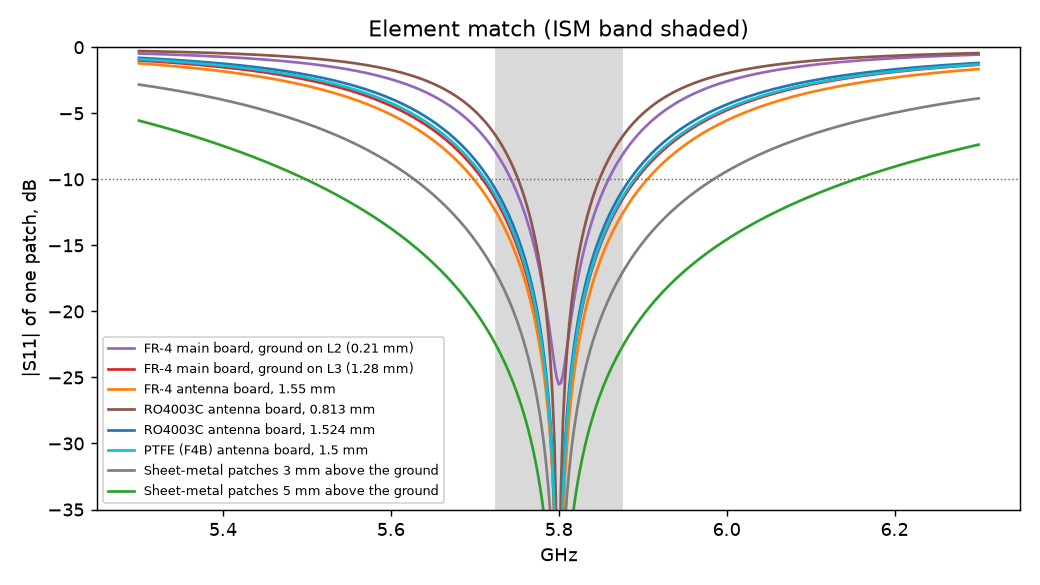 Element match (ISM band shaded)
|S11| of one patch, dB
0
−5
−10
−15
−20
−25
−30
−35
FR-4 main board, ground on L2 (0.21 mm)
FR-4 main board, ground on L3 (1.28 mm)
FR-4 antenna board, 1.55 mm
RO4003C antenna board, 0.813 mm
RO4003C antenna board, 1.524 mm
PTFE (F4B) antenna board, 1.5 mm
Sheet-metal patches 3 mm above the ground
Sheet-metal patches 5 mm above the ground
5.4 5.6 5.8 6.0 6.2
GHz